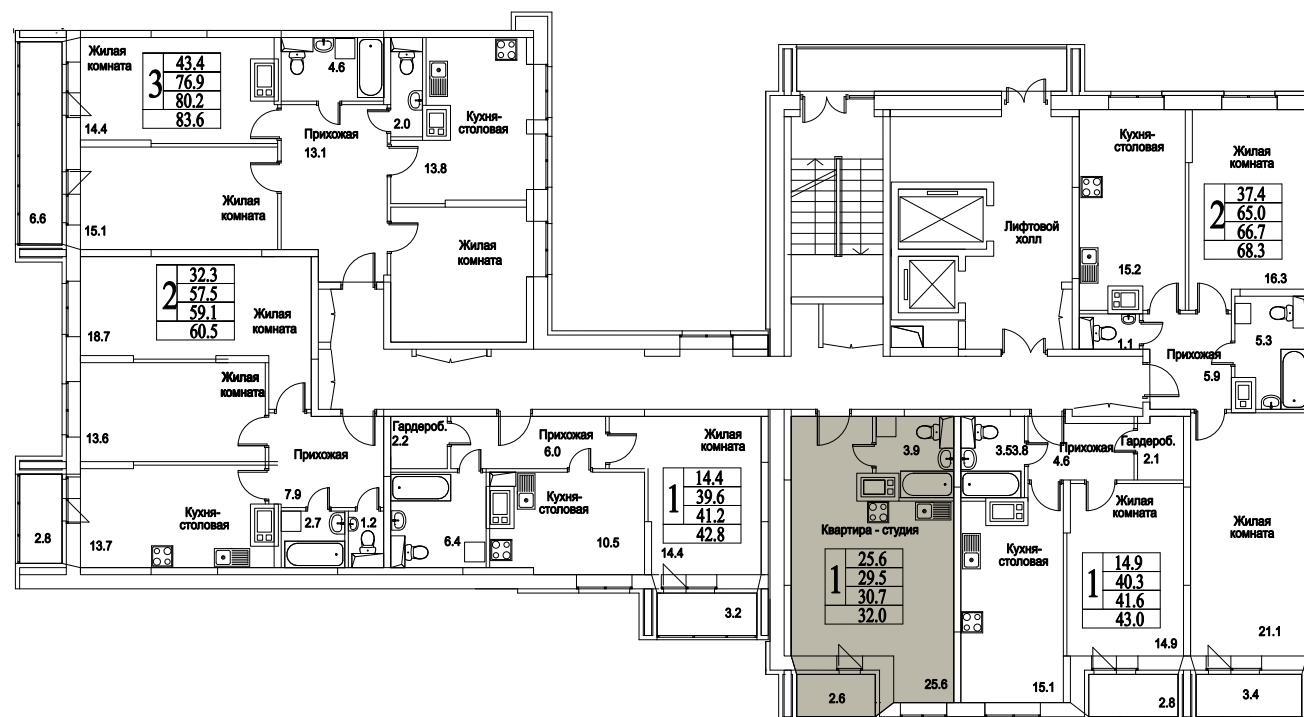 Жилая
комната
3
43.4
76.9
80.2
83.6
14.4
4.6
2.0
Прихожая
13.1
Кухня-
столовая
13.8
Жилая
комната
15.1
6.6
Жилая
комната
2
32.3
57.5
59.1
60.5
Жилая
комната
18.7
Жилая
комната
13.6
Прихожая
7.9
Кухня-
столовая
13.7
2.8
2.7
1.2
Гардероб.
2.2
Прихожая
6.0
6.4
Кухня-
столовая
10.5
Жилая
комната
1
14.4
39.6
41.2
42.8
14.4
3.2
Лифтовой
холл
3.9
Квартира - студия
1
25.6
29.5
30.7
32.0
25.6
2.6
3.53.8
Прихожая
4.6
Гардероб.
2.1
Кухня-
столовая
15.1
Жилая
комната
1
14.9
40.3
41.6
43.0
14.9
2.8
Кухня-
столовая
15.2
Жилая
комната
2
37.4
65.0
66.7
68.3
16.3
1.1
Прихожая
5.9
5.3
Жилая
комната
21.1
3.4